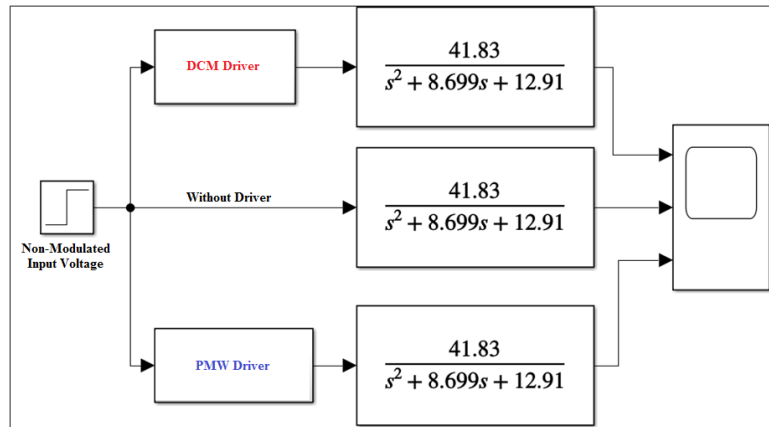 DCM Driver
41.83
s² + 8.699s + 12.91
Without Driver
41.83
s² + 8.699s + 12.91
Non-Modulated
Input Voltage
PMW Driver
41.83
s² + 8.699s + 12.91